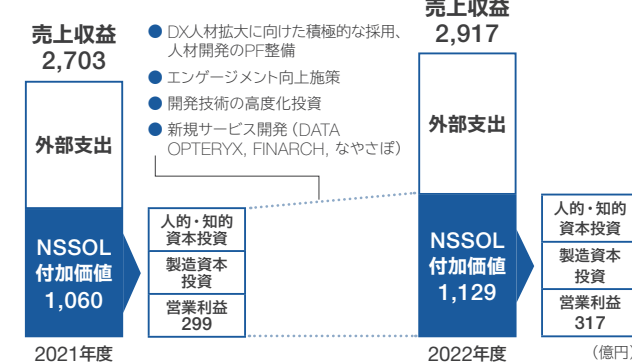 売上収益
2,703
外部支出
NSSOL
付加価値
1,060
2021年度
● DX人材拡大に向けた積極的な採用、
人材開発のPF整備
● エンゲージメント向上施策
● 開発技術の高度化投資
● 新規サービス開発（DATA
OPTERYX, FINARCH, なやさぽ）
人的・知的
資本投資
製造資本
投資
営業利益
299
売上収益
2,917
外部支出
NSSOL
付加価値
1,129
2022年度
人的・知的
資本投資
製造資本
投資
営業利益
317
（億円）